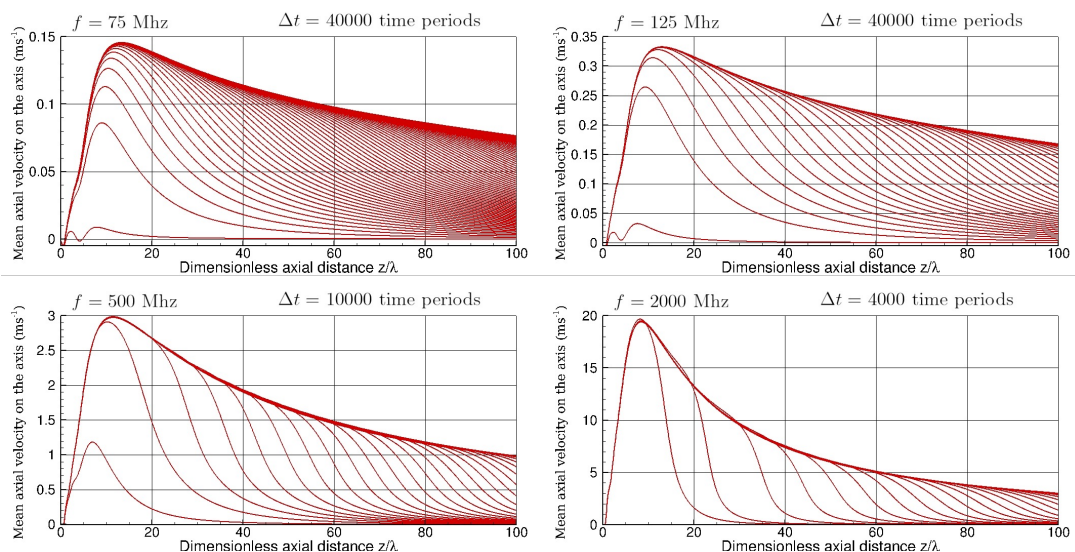 f = 75 Mhz
Δt = 40000 time periods
Mean axial velocity on the axis (ms⁻¹)
0.15
0.1
0.05
0
0 20 40 60 80 100
Dimensionless axial distance z/λ
f = 125 Mhz
Δt = 40000 time periods
Mean axial velocity on the axis (ms⁻¹)
0.35
0.3
0.25
0.2
0.15
0.1
0.05
0
0 20 40 60 80 100
Dimensionless axial distance z/λ
f = 500 Mhz
Δt = 10000 time periods
Mean axial velocity on the axis (ms⁻¹)
3
2.5
2
1.5
1
0.5
0
0 20 40 60 80 100
Dimensionless axial distance z/λ
f = 2000 Mhz
Δt = 4000 time periods
Mean axial velocity on the axis (ms⁻¹)
20
15
10
5
0
0 20 40 60 80 100
Dimensionless axial distance z/λ